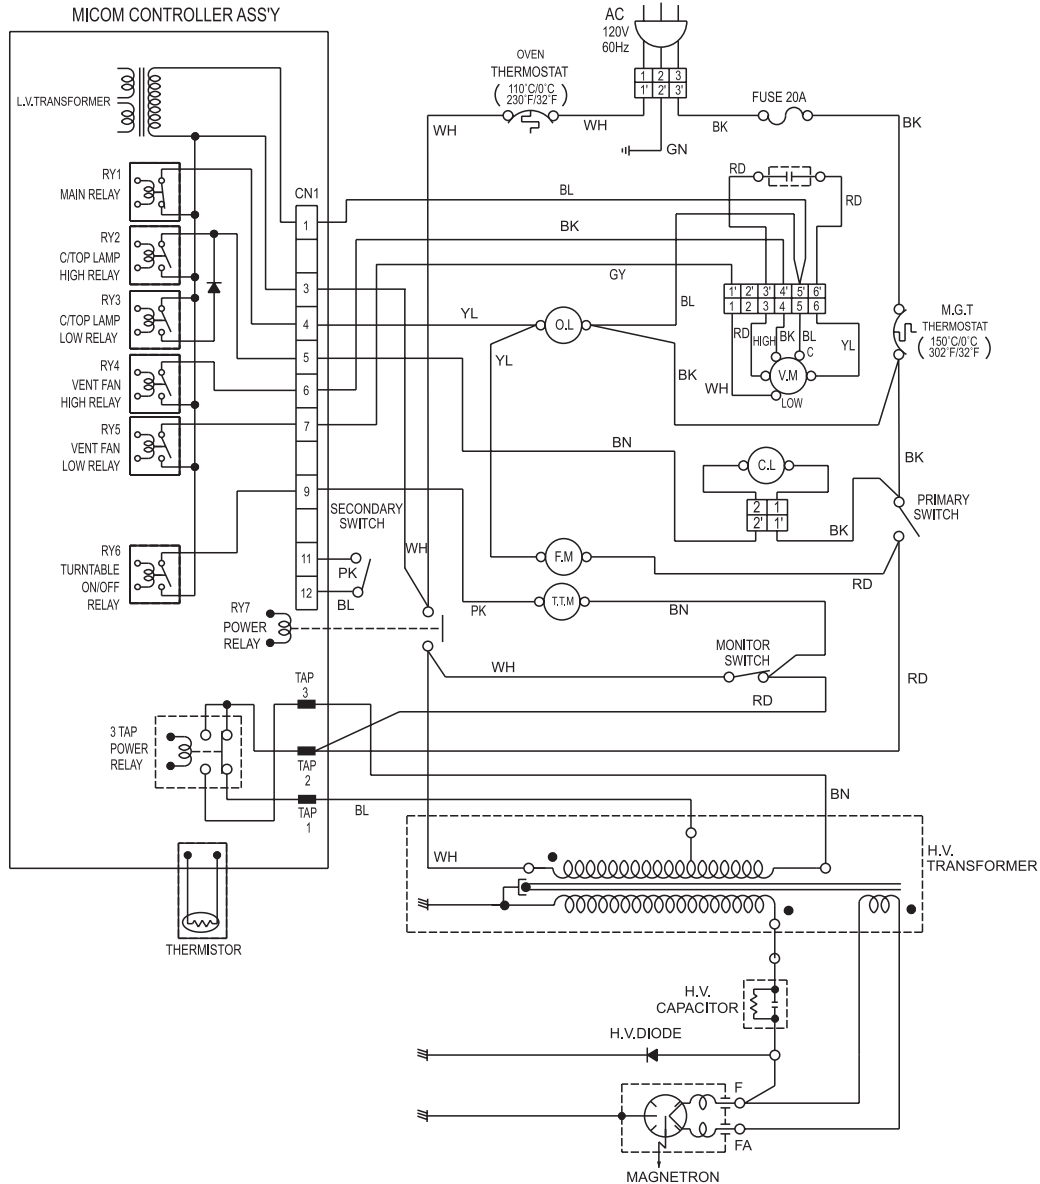 MICOM CONTROLLER ASS'Y
AC
120V
60Hz
1 2 3
1' 2' 3'
OVEN
THERMOSTAT
( 110°C/0°C )
230°F/32°F
WH
WH
BK
GN
FUSE 20A
BK
L.V.TRANSFORMER
RY1
MAIN RELAY
RY2
C/TOP LAMP
HIGH RELAY
RY3
C/TOP LAMP
LOW RELAY
RY4
VENT FAN
HIGH RELAY
RY5
VENT FAN
LOW RELAY
RY6
TURNTABLE
ON/OFF
RELAY
CN1
1
3
4
5
6
7
9
11
12
BL
BK
GY
RD
RD
BL
1' 2' 3' 4' 5' 6'
1 2 3 4 5 6
RD
HIGH
BK
BL
C
YL
V.M
WH
LOW
YL
O.L
YL
BK
M.G.T
THERMOSTAT
( 150°C/0°C )
302°F/32°F
BN
C.L
2 1
2' 1'
BK
BK
PRIMARY
SWITCH
SECONDARY
SWITCH
PK
BL
WH
F.M
RD
PK
T.T.M
BN
RY7
POWER
RELAY
MONITOR
SWITCH
WH
RD
RD
TAP
3
3 TAP
POWER
RELAY
TAP
2
TAP
1
BL
BN
WH
H.V.
TRANSFORMER
THERMISTOR
H.V.
CAPACITOR
H.V.DIODE
F
FA
MAGNETRON